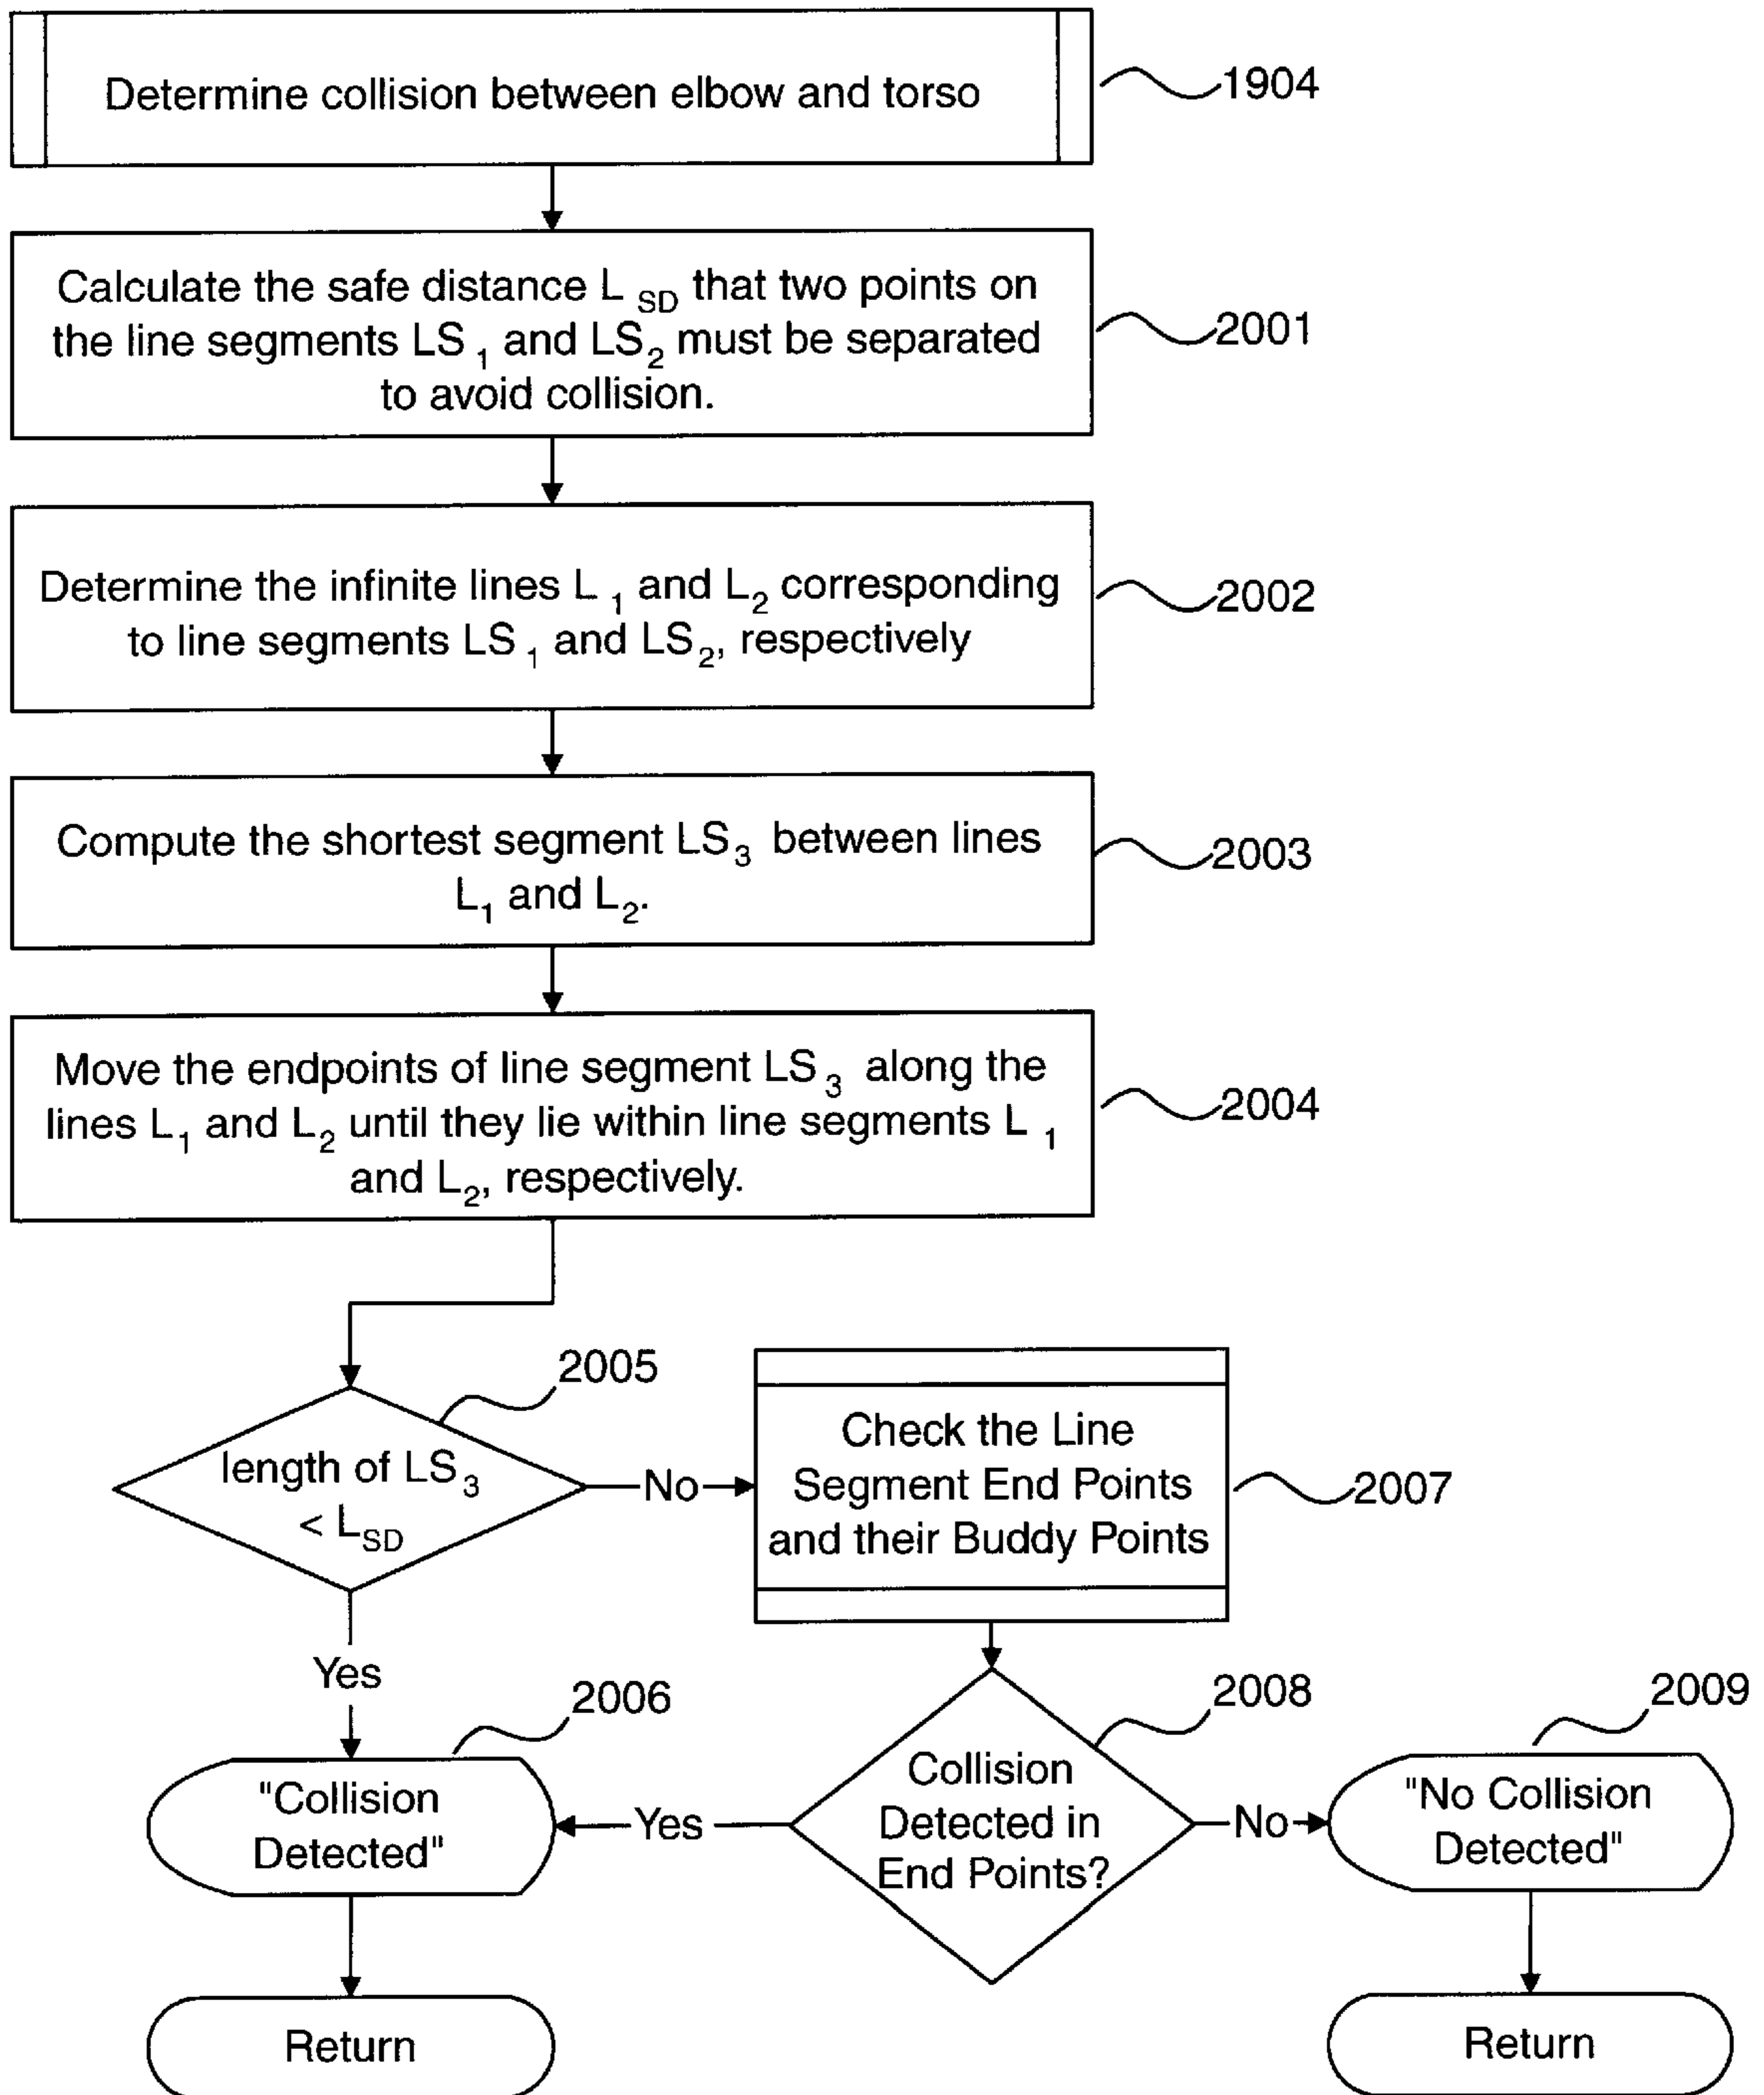 Determine collision between elbow and torso
1904
Calculate the safe distance L SD that two points on
the line segments LS 1 and LS2 must be separated
to avoid collision.
2001
Determine the infinite lines L 1 and L2 corresponding
to line segments LS 1 and LS2, respectively
2002
Compute the shortest segment LS3 between lines
L1 and L2.
2003
Move the endpoints of line segment LS 3 along the
lines L1 and L2 until they lie within line segments L 1
and L2, respectively.
2004
2005
length of LS 3
< LSD
No
Check the Line
Segment End Points
and their Buddy Points
2007
Yes
2006
"Collision
Detected"
Yes
2008
Collision
Detected in
End Points?
No
2009
"No Collision
Detected"
Return
Return